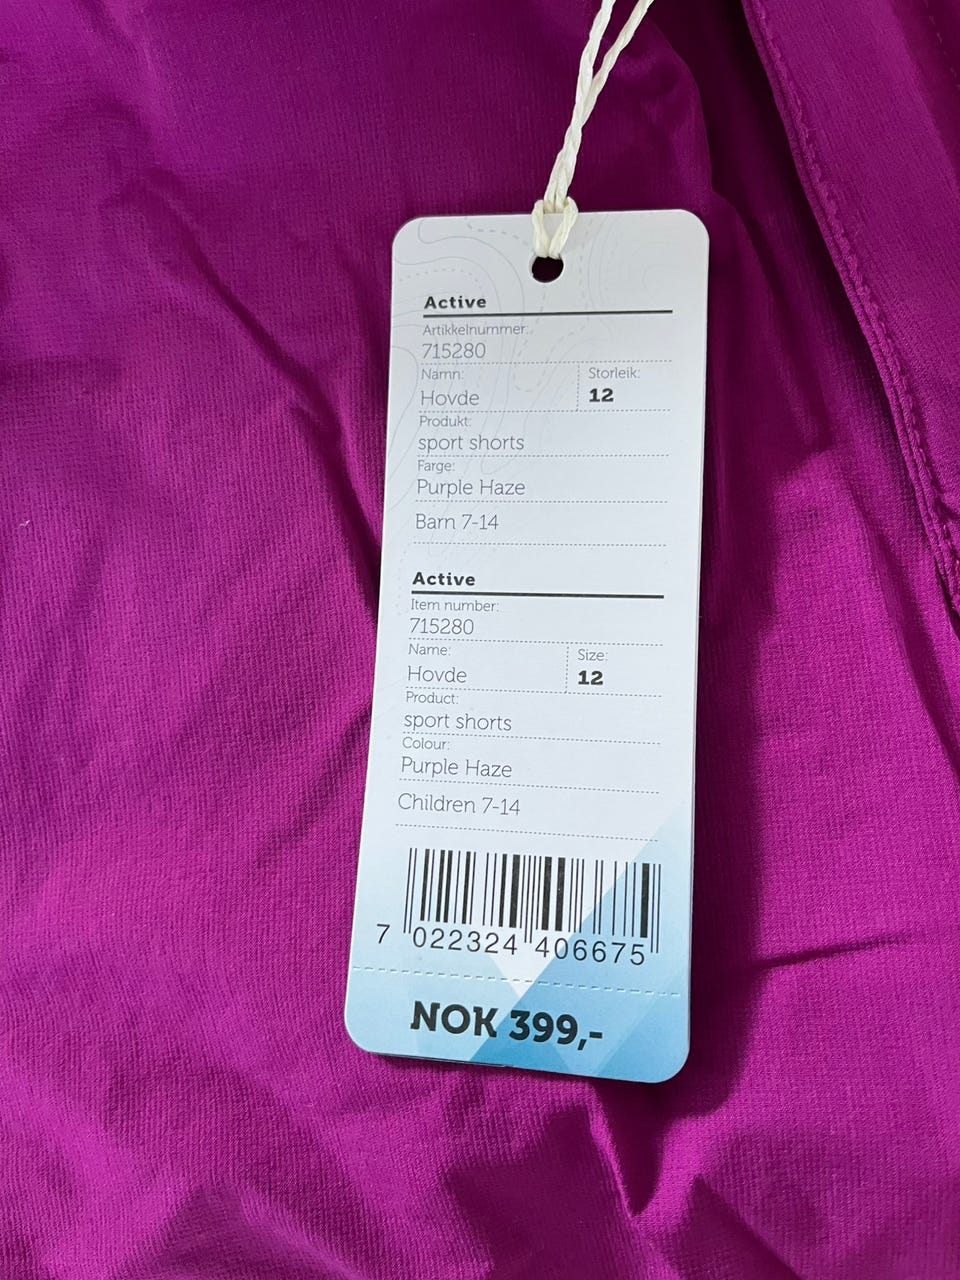 Active
Artikkelnummer:
715280
Namn: Storleik:
Hovde 12
Produkt:
sport shorts
Farge:
Purple Haze
Barn 7-14
Active
Item number:
715280
Name: Size:
Hovde 12
Product:
sport shorts
Colour:
Purple Haze
Children 7-14
7 022324 406675
NOK 399,-